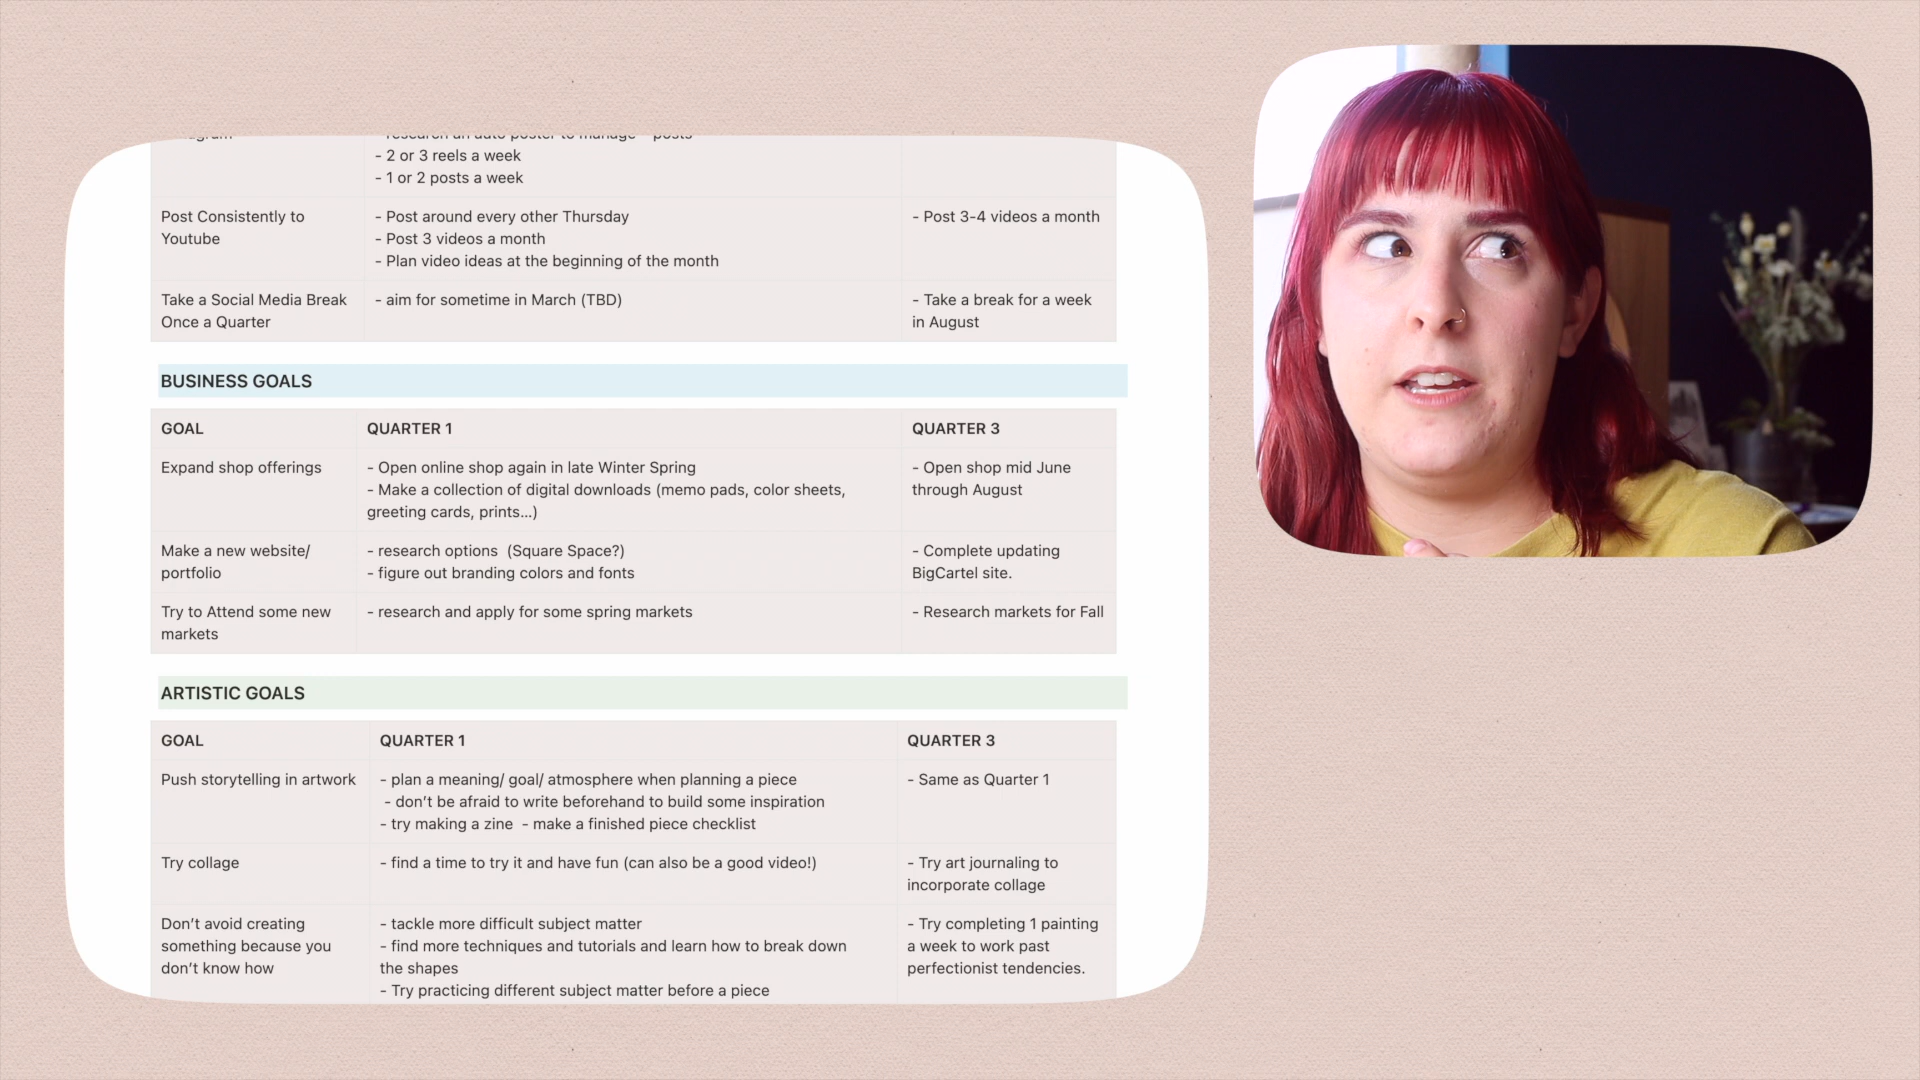 - 2 or 3 reels a week
- 1 or 2 posts a week
Post Consistently to
Youtube
- Post around every other Thursday
- Post 3 videos a month
- Plan video ideas at the beginning of the month
- Post 3-4 videos a month
Take a Social Media Break
Once a Quarter
- aim for sometime in March (TBD)
- Take a break for a week
in August
BUSINESS GOALS
GOAL
QUARTER 1
QUARTER 3
Expand shop offerings
- Open online shop again in late Winter Spring
- Make a collection of digital downloads (memo pads, color sheets,
greeting cards, prints...)
- Open shop mid June
through August
Make a new website/
portfolio
- research options  (Square Space?)
- figure out branding colors and fonts
- Complete updating
BigCartel site.
Try to Attend some new
markets
- research and apply for some spring markets
- Research markets for Fall
ARTISTIC GOALS
GOAL
QUARTER 1
QUARTER 3
Push storytelling in artwork
- plan a meaning/ goal/ atmosphere when planning a piece
- don’t be afraid to write beforehand to build some inspiration
- try making a zine  - make a finished piece checklist
- Same as Quarter 1
Try collage
- find a time to try it and have fun (can also be a good video!)
- Try art journaling to
incorporate collage
Don’t avoid creating
something because you
don’t know how
- tackle more difficult subject matter
- find more techniques and tutorials and learn how to break down
the shapes
- Try practicing different subject matter before a piece
- Try completing 1 painting
a week to work past
perfectionist tendencies.